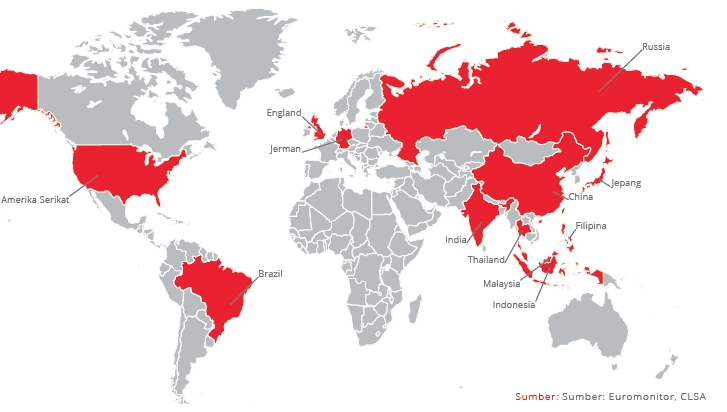 Russia
England
Jerman
Jepang
China
Amerika Serikat
Filipina
India
Thailand
Brazil
Malaysia
Indonesia
Sumber: Sumber: Euromonitor, CLSA